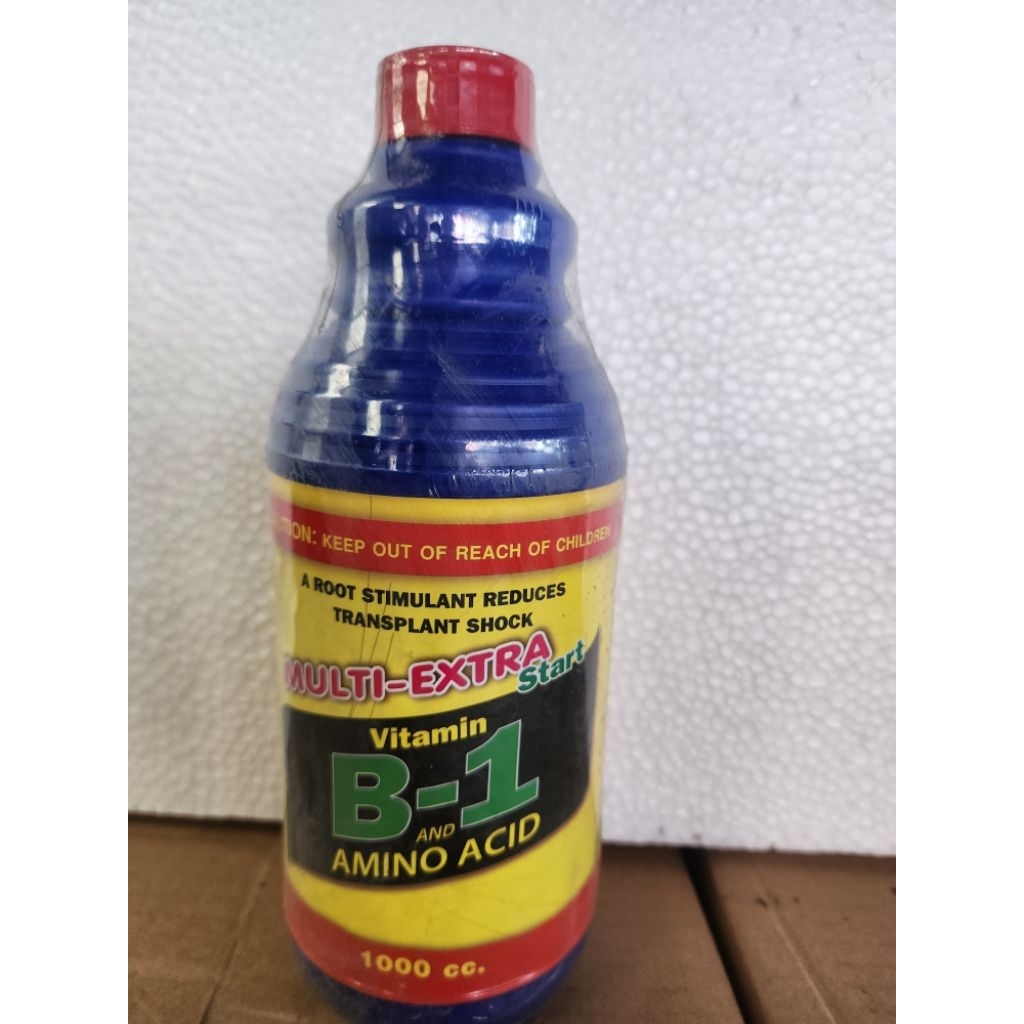 TION: KEEP OUT OF REACH OF CHILDREN
A ROOT STIMULANT REDUCES
TRANSPLANT SHOCK
MULTI-EXTRA
Start
Vitamin
B-1
AND
AMINO ACID
1000 cc.